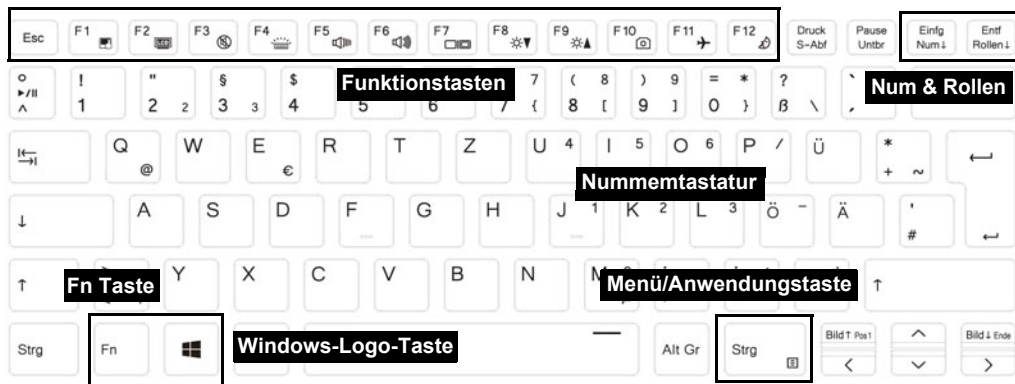 Esc F1 F2 F3 F4 F5 F6 F7 F8 F9 F10 F11 F12 Druck S-Abf Pause Untbr Einfg Num↓ Entf Rollen↓
Funktionstasten
Num & Rollen
° ^ ! 1 " 2 2 § 3 3 $ 4 5 6 7 7 { ( 8 8 [ ) 9 9 ] = 0 * } ? ß \ `
Q @ W E € R T Z U 4 I 5 O 6 P / Ü * + ~
Nummemtastatur
A S D F G H J 1 K 2 L 3 Ö - Ä ' #
Fn Taste
Y X C V B N M
Menü/Anwendungstaste
Strg Fn
Windows-Logo-Taste
Alt Gr Strg Bild↑ Pos1 Bild↓ Ende